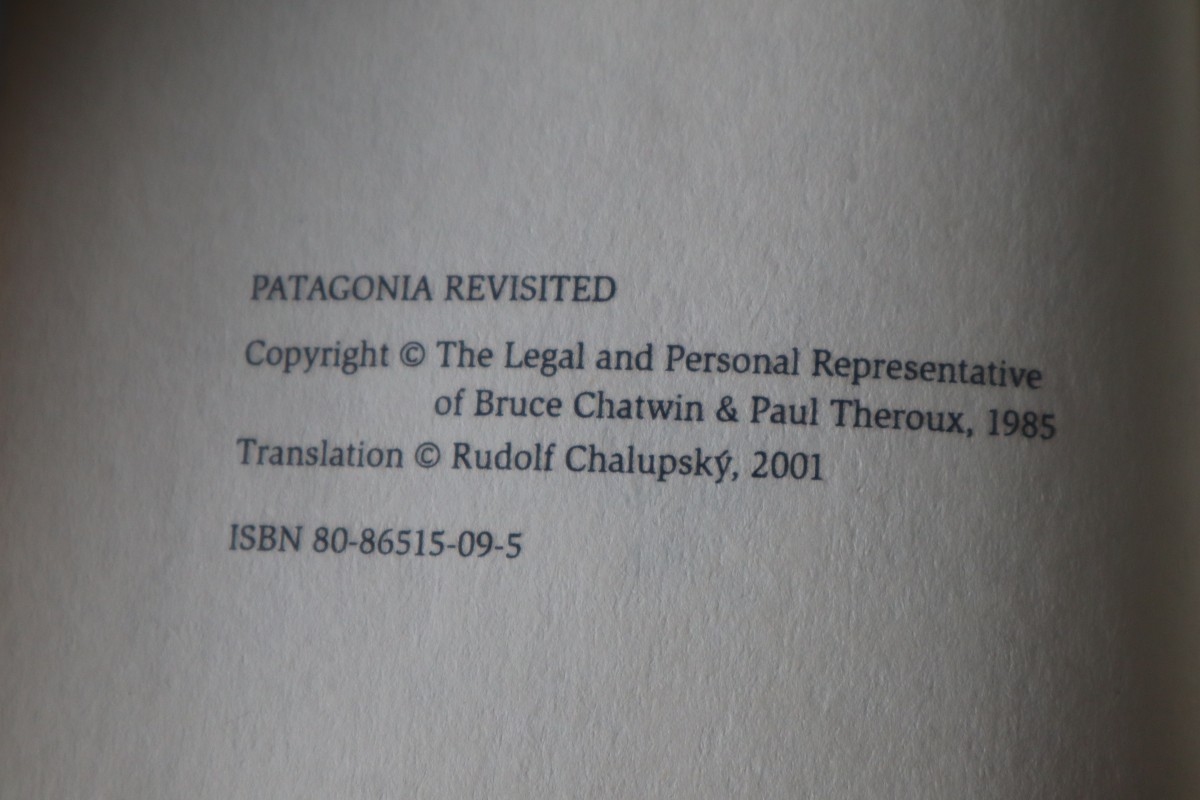 PATAGONIA REVISITED
Copyright © The Legal and Personal Representative
of Bruce Chatwin & Paul Theroux, 1985
Translation © Rudolf Chalupský, 2001
ISBN 80-86515-09-5